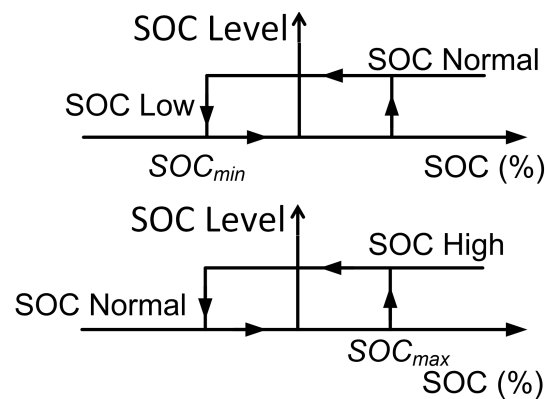 SOC Level
SOC Normal
SOC Low
SOCmin
SOC (%)
SOC Level
SOC High
SOC Normal
SOCmax
SOC (%)